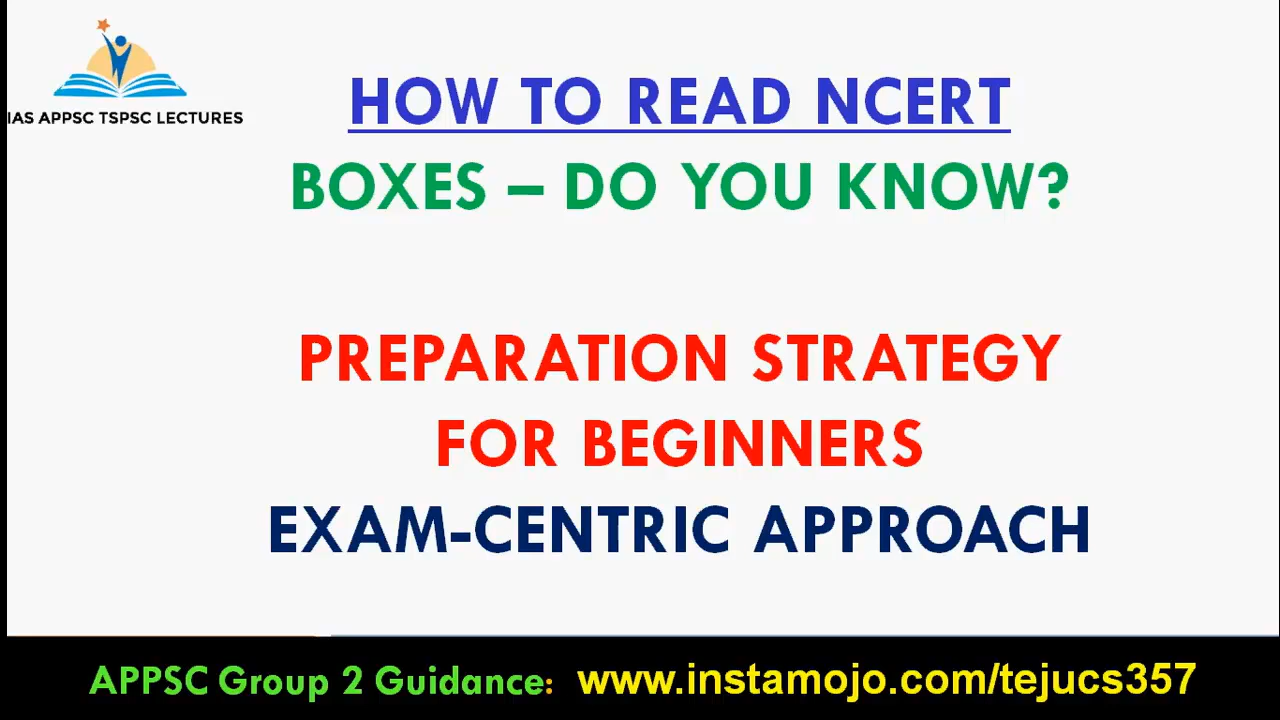 IAS APPSC TSPSC LECTURES
HOW TO READ NCERT
BOXES – DO YOU KNOW?
PREPARATION STRATEGY
FOR BEGINNERS
EXAM-CENTRIC APPROACH
APPSC Group 2 Guidance: www.instamojo.com/tejucs357